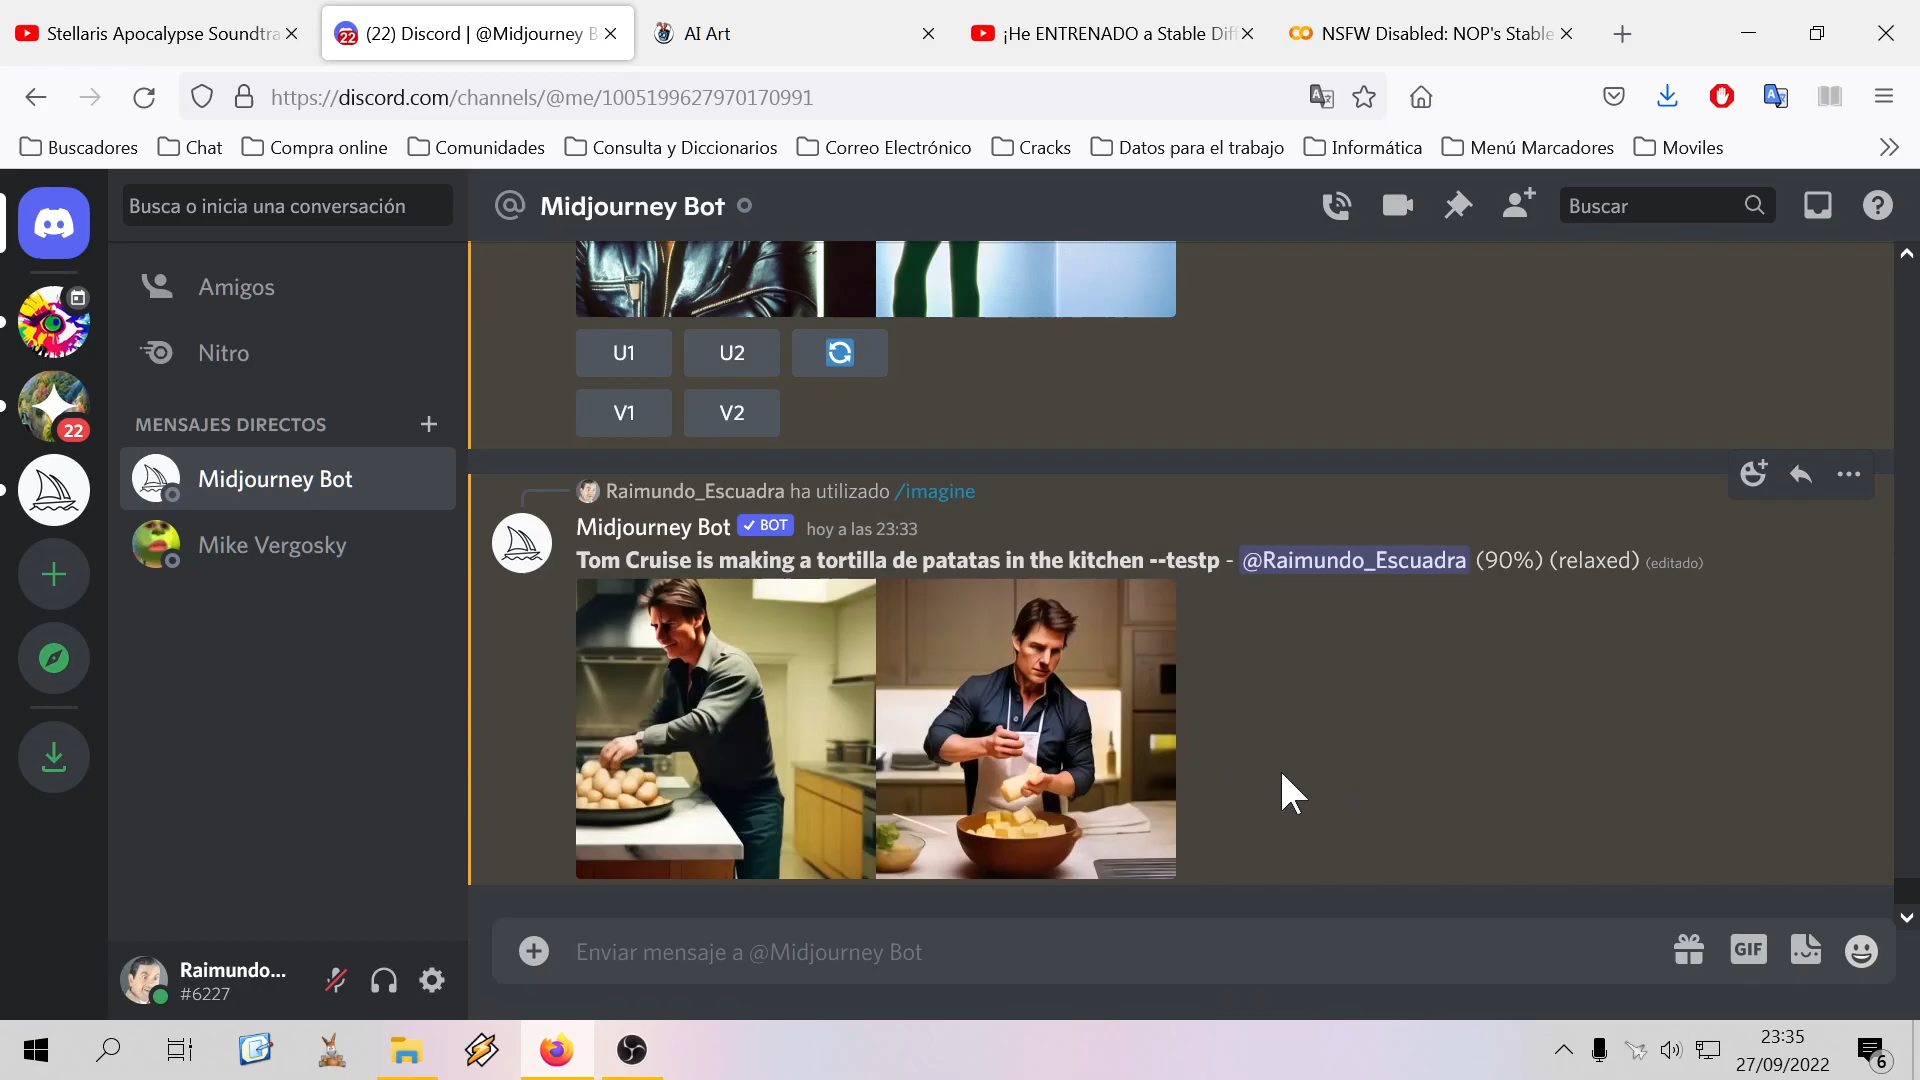 Stellaris Apocalypse Soundtra
(22) Discord | @Midjourney B
AI Art
¡He ENTRENADO a Stable Diff
NSFW Disabled: NOP's Stable
https://discord.com/channels/@me/1005199627970170991
Buscadores
Chat
Compra online
Comunidades
Consulta y Diccionarios
Correo Electrónico
Cracks
Datos para el trabajo
Informática
Menú Marcadores
Moviles
Busca o inicia una conversación
Midjourney Bot
Buscar
Amigos
Nitro
MENSAJES DIRECTOS
22
Midjourney Bot
Mike Vergosky
U1
U2
V1
V2
Raimundo_Escuadra ha utilizado /imagine
Midjourney Bot ✓ BOT hoy a las 23:33
Tom Cruise is making a tortilla de patatas in the kitchen --testp - @Raimundo_Escuadra (90%) (relaxed) (editado)
Enviar mensaje a @Midjourney Bot
GIF
Raimundo...
#6227
23:35
27/09/2022
6